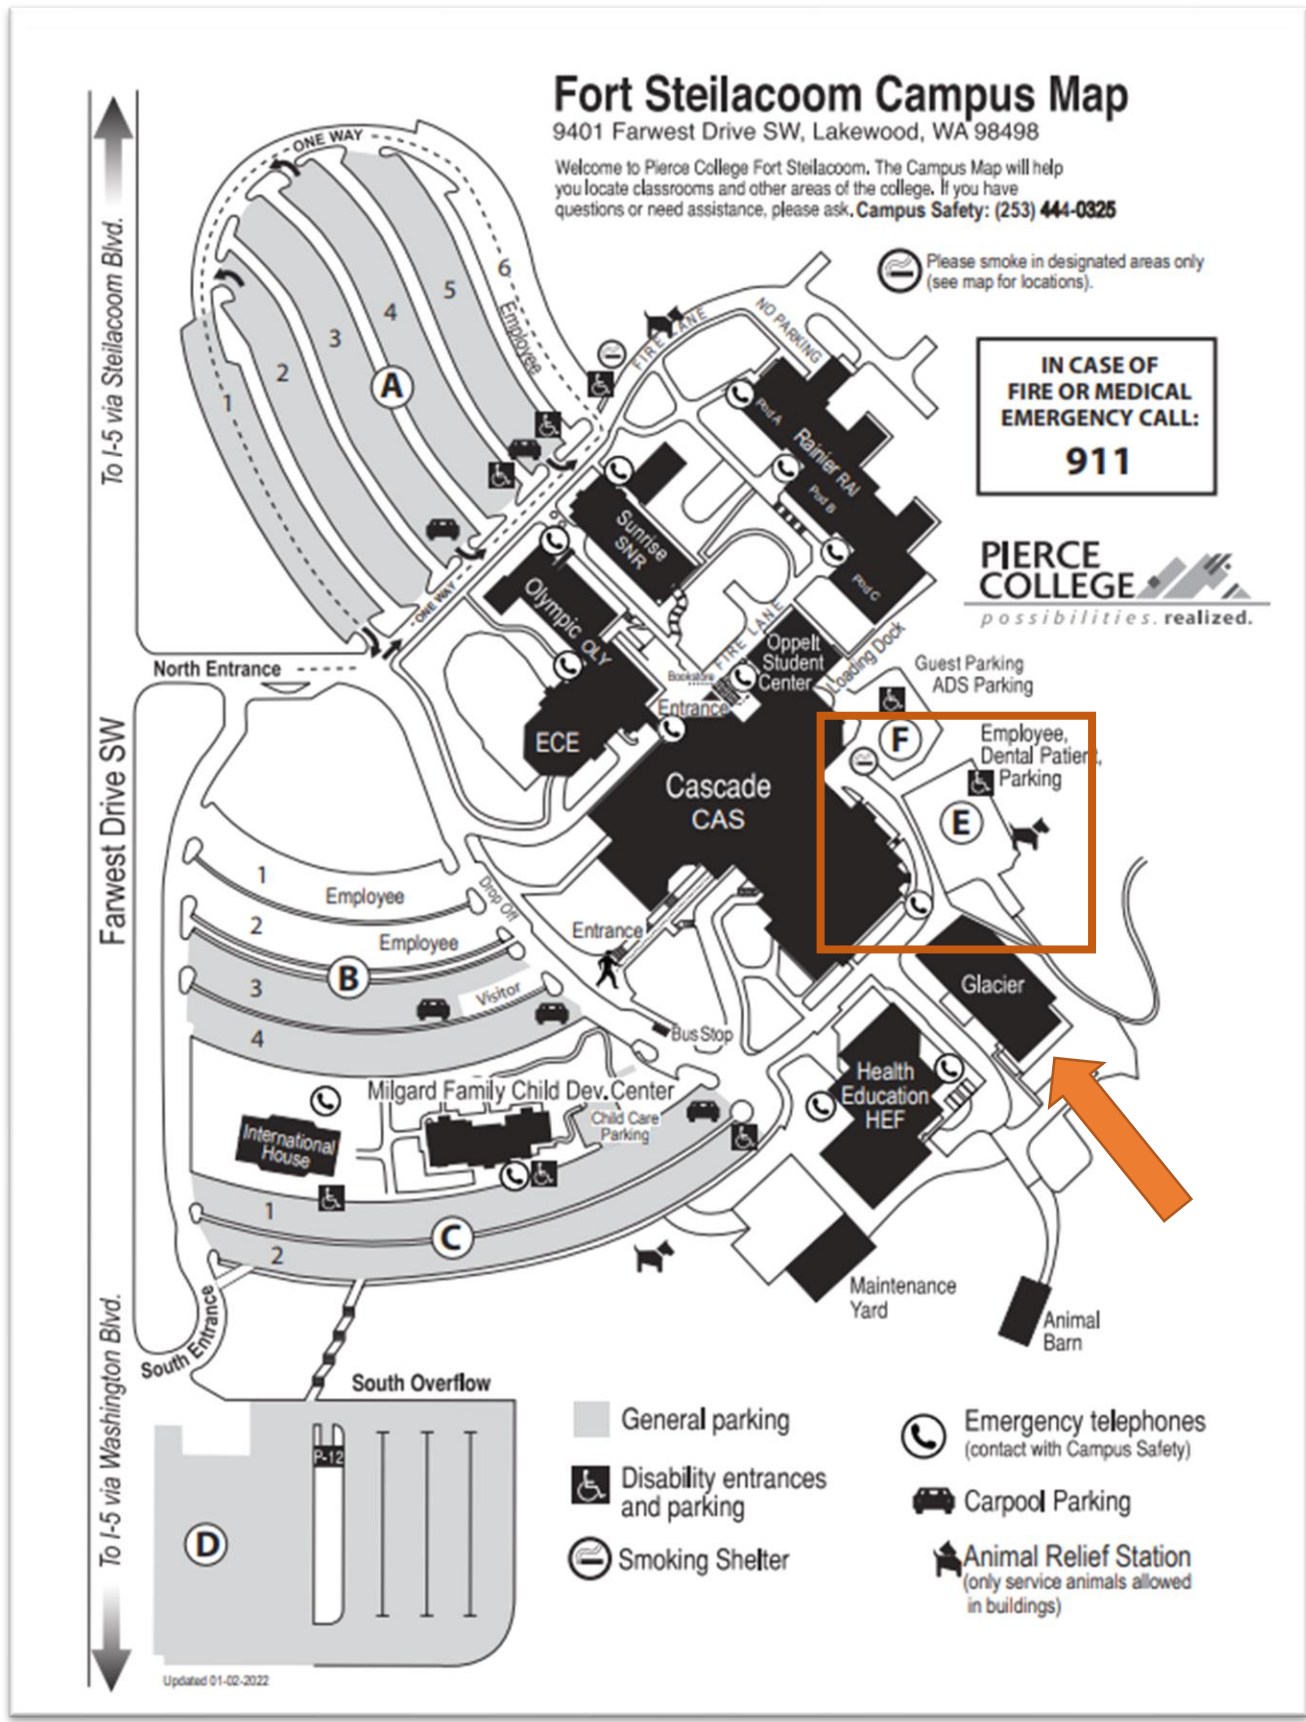 Fort Steilacoom Campus Map
9401 Farwest Drive SW, Lakewood, WA 98498
Welcome to Pierce College Fort Steilacoom. The Campus Map will help
you locate classrooms and other areas of the college. If you have
questions or need assistance, please ask. Campus Safety: (253) 444-0325
Please smoke in designated areas only
(see map for locations).
IN CASE OF
FIRE OR MEDICAL
EMERGENCY CALL:
911
PIERCE
COLLEGE
possibilities. realized.
To I-5 via Steilacoom Blvd.
ONE WAY
1
2
3
4
5
6
Employee
A
FIRE LANE
NO PARKING
Pod A
Rainier RAI
Pod B
Pod C
Sunrise
SNR
Olympic OLY
ONE WAY
North Entrance
FIRE LANE
Oppelt
Student
Center
Loading Dock
Bookstore
Entrance
Guest Parking
ADS Parking
F
Employee,
Dental Patient,
Parking
E
ECE
Cascade
CAS
Farwest Drive SW
1
Employee
2
Employee
B
3
Visitor
4
Drop Off
Entrance
Bus Stop
Glacier
Health
Education
HEF
Milgard Family Child Dev. Center
Child Care
Parking
International
House
1
C
2
Maintenance
Yard
Animal
Barn
South Entrance
To I-5 via Washington Blvd.
South Overflow
P-12
D
General parking
Disability entrances
and parking
Smoking Shelter
Emergency telephones
(contact with Campus Safety)
Carpool Parking
Animal Relief Station
(only service animals allowed
in buildings)
Updated 01-02-2022